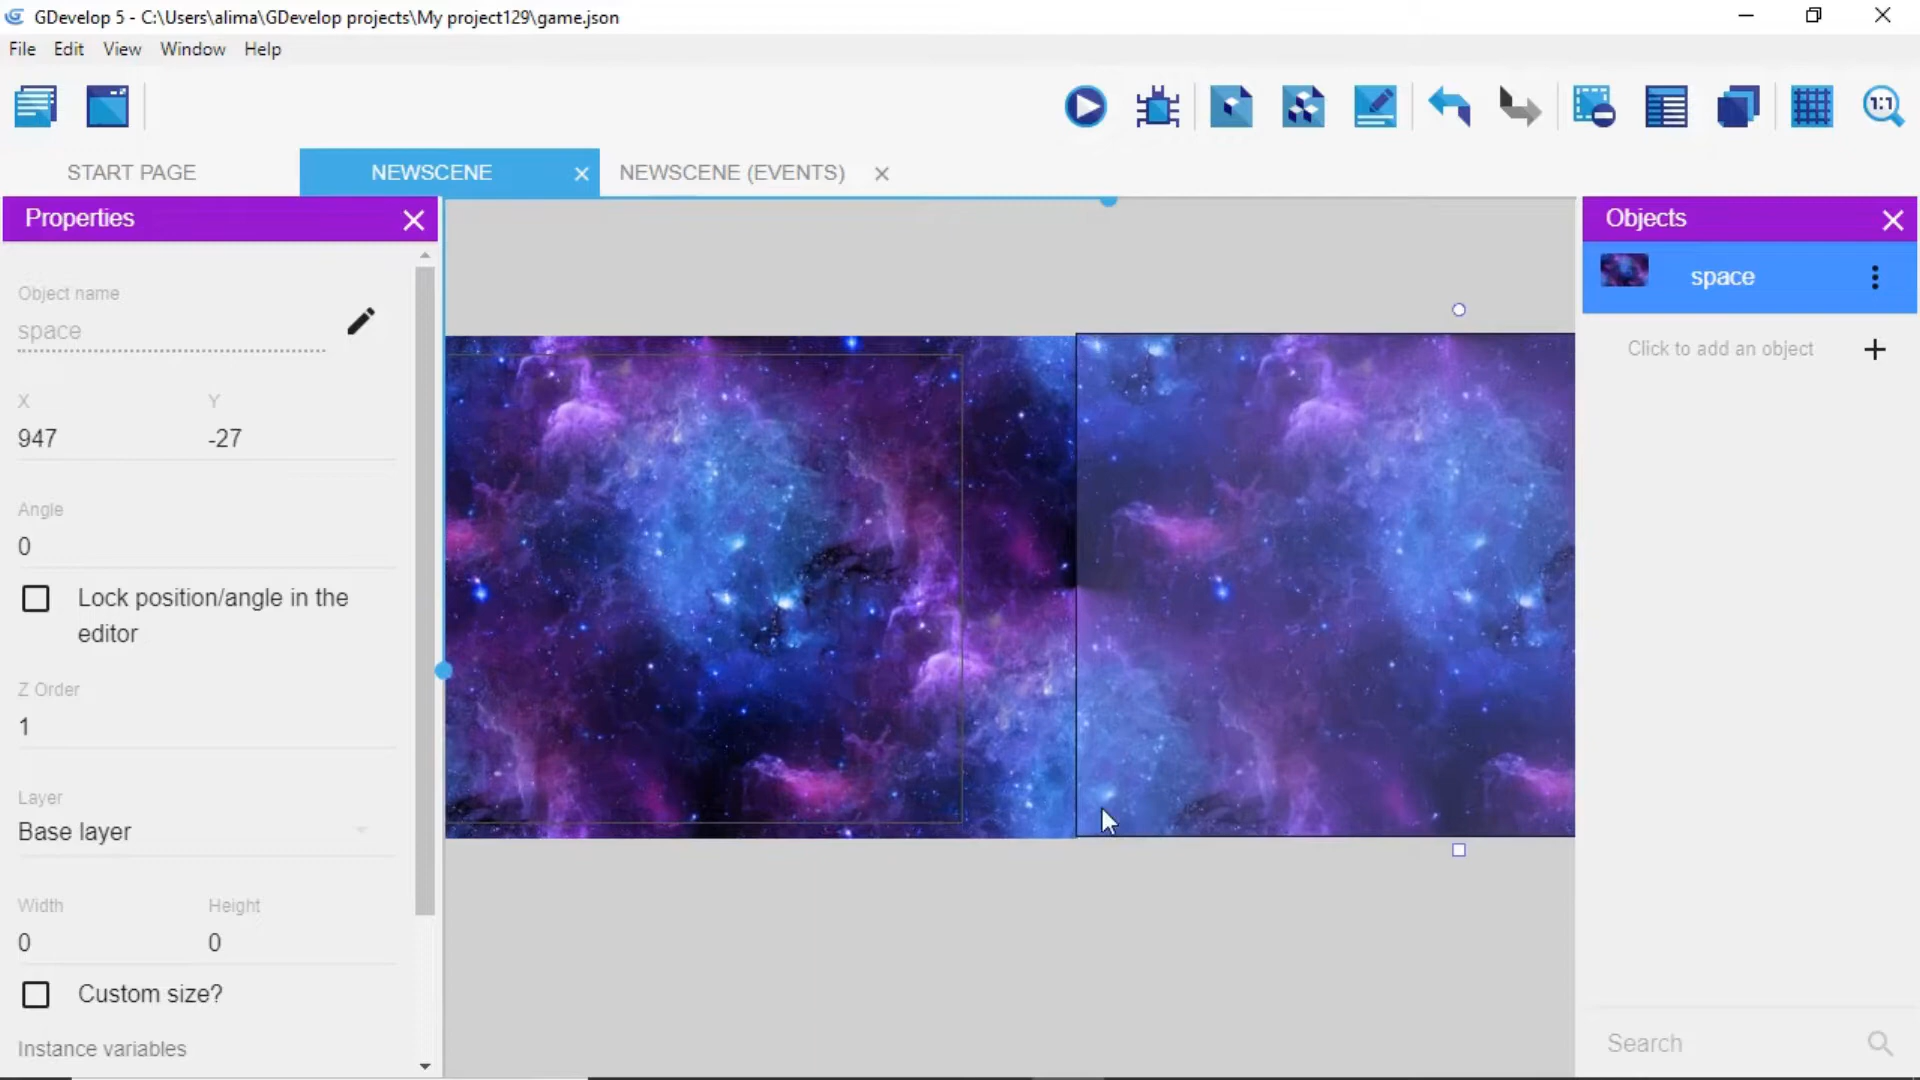 GDevelop 5 - C:\Users\alima\GDevelop projects\My project129\game.json
File Edit View Window Help
1:1
START PAGE NEWSCENE NEWSCENE (EVENTS)
Properties
Object name
space
X Y
947 -27
Angle
0
Lock position/angle in the
editor
Z Order
1
Layer
Base layer
Width Height
0 0
Custom size?
Instance variables
Objects
space
Click to add an object
Search